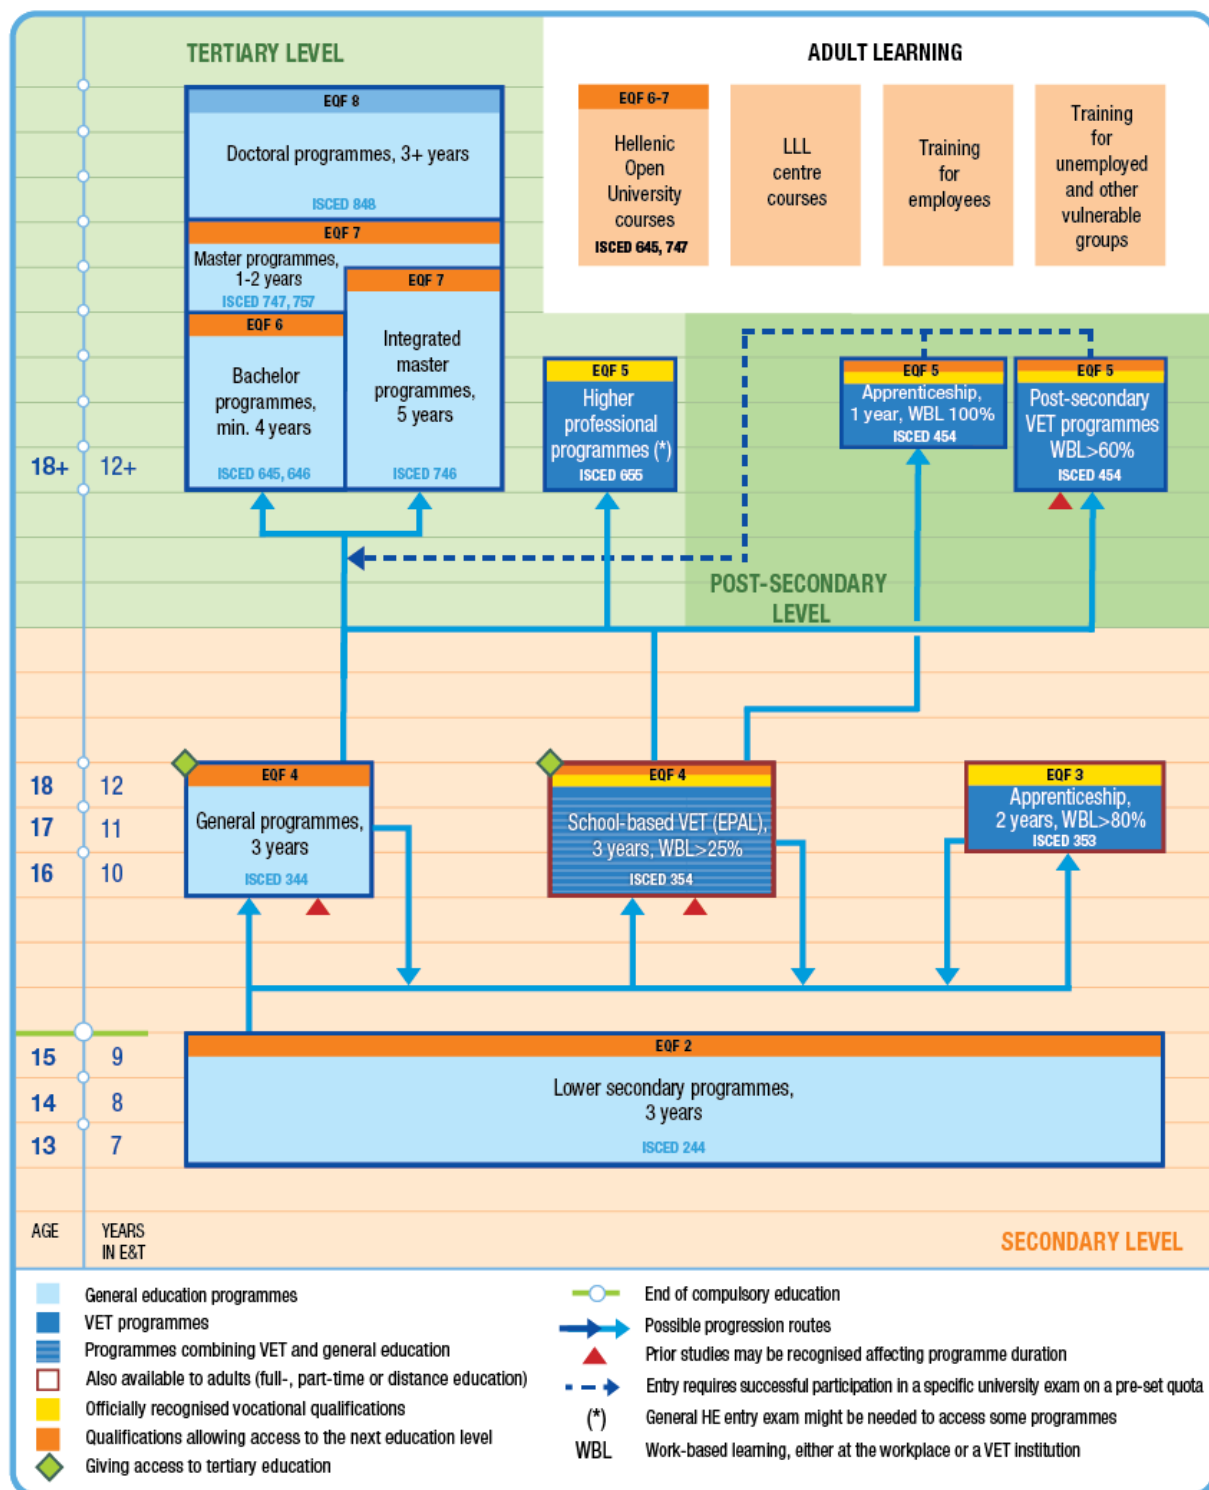 TERTIARY LEVEL
ADULT LEARNING
EQF 8
Doctoral programmes, 3+ years
ISCED 848
EQF 7
Master programmes,
1-2 years
ISCED 747, 757
EQF 7
Integrated
master
programmes,
5 years
ISCED 746
EQF 6
Bachelor
programmes,
min. 4 years
ISCED 645, 646
EQF 6-7
Hellenic
Open
University
courses
ISCED 645, 747
LLL
centre
courses
Training
for
employees
Training
for
unemployed
and other
vulnerable
groups
EQF 5
Higher
professional
programmes (*)
ISCED 655
EQF 5
Apprenticeship,
1 year, WBL 100%
ISCED 454
EQF 5
Post-secondary
VET programmes
WBL>60%
ISCED 454
18+ 12+
POST-SECONDARY
LEVEL
18 12
17 11
16 10
EQF 4
General programmes,
3 years
ISCED 344
EQF 4
School-based VET (EPAL),
3 years, WBL>25%
ISCED 354
EQF 3
Apprenticeship,
2 years, WBL>80%
ISCED 353
15 9
14 8
13 7
EQF 2
Lower secondary programmes,
3 years
ISCED 244
AGE
YEARS
IN E&T
SECONDARY LEVEL
General education programmes
VET programmes
Programmes combining VET and general education
Also available to adults (full-, part-time or distance education)
Officially recognised vocational qualifications
Qualifications allowing access to the next education level
Giving access to tertiary education
End of compulsory education
Possible progression routes
Prior studies may be recognised affecting programme duration
Entry requires successful participation in a specific university exam on a pre-set quota
(*) General HE entry exam might be needed to access some programmes
WBL Work-based learning, either at the workplace or a VET institution